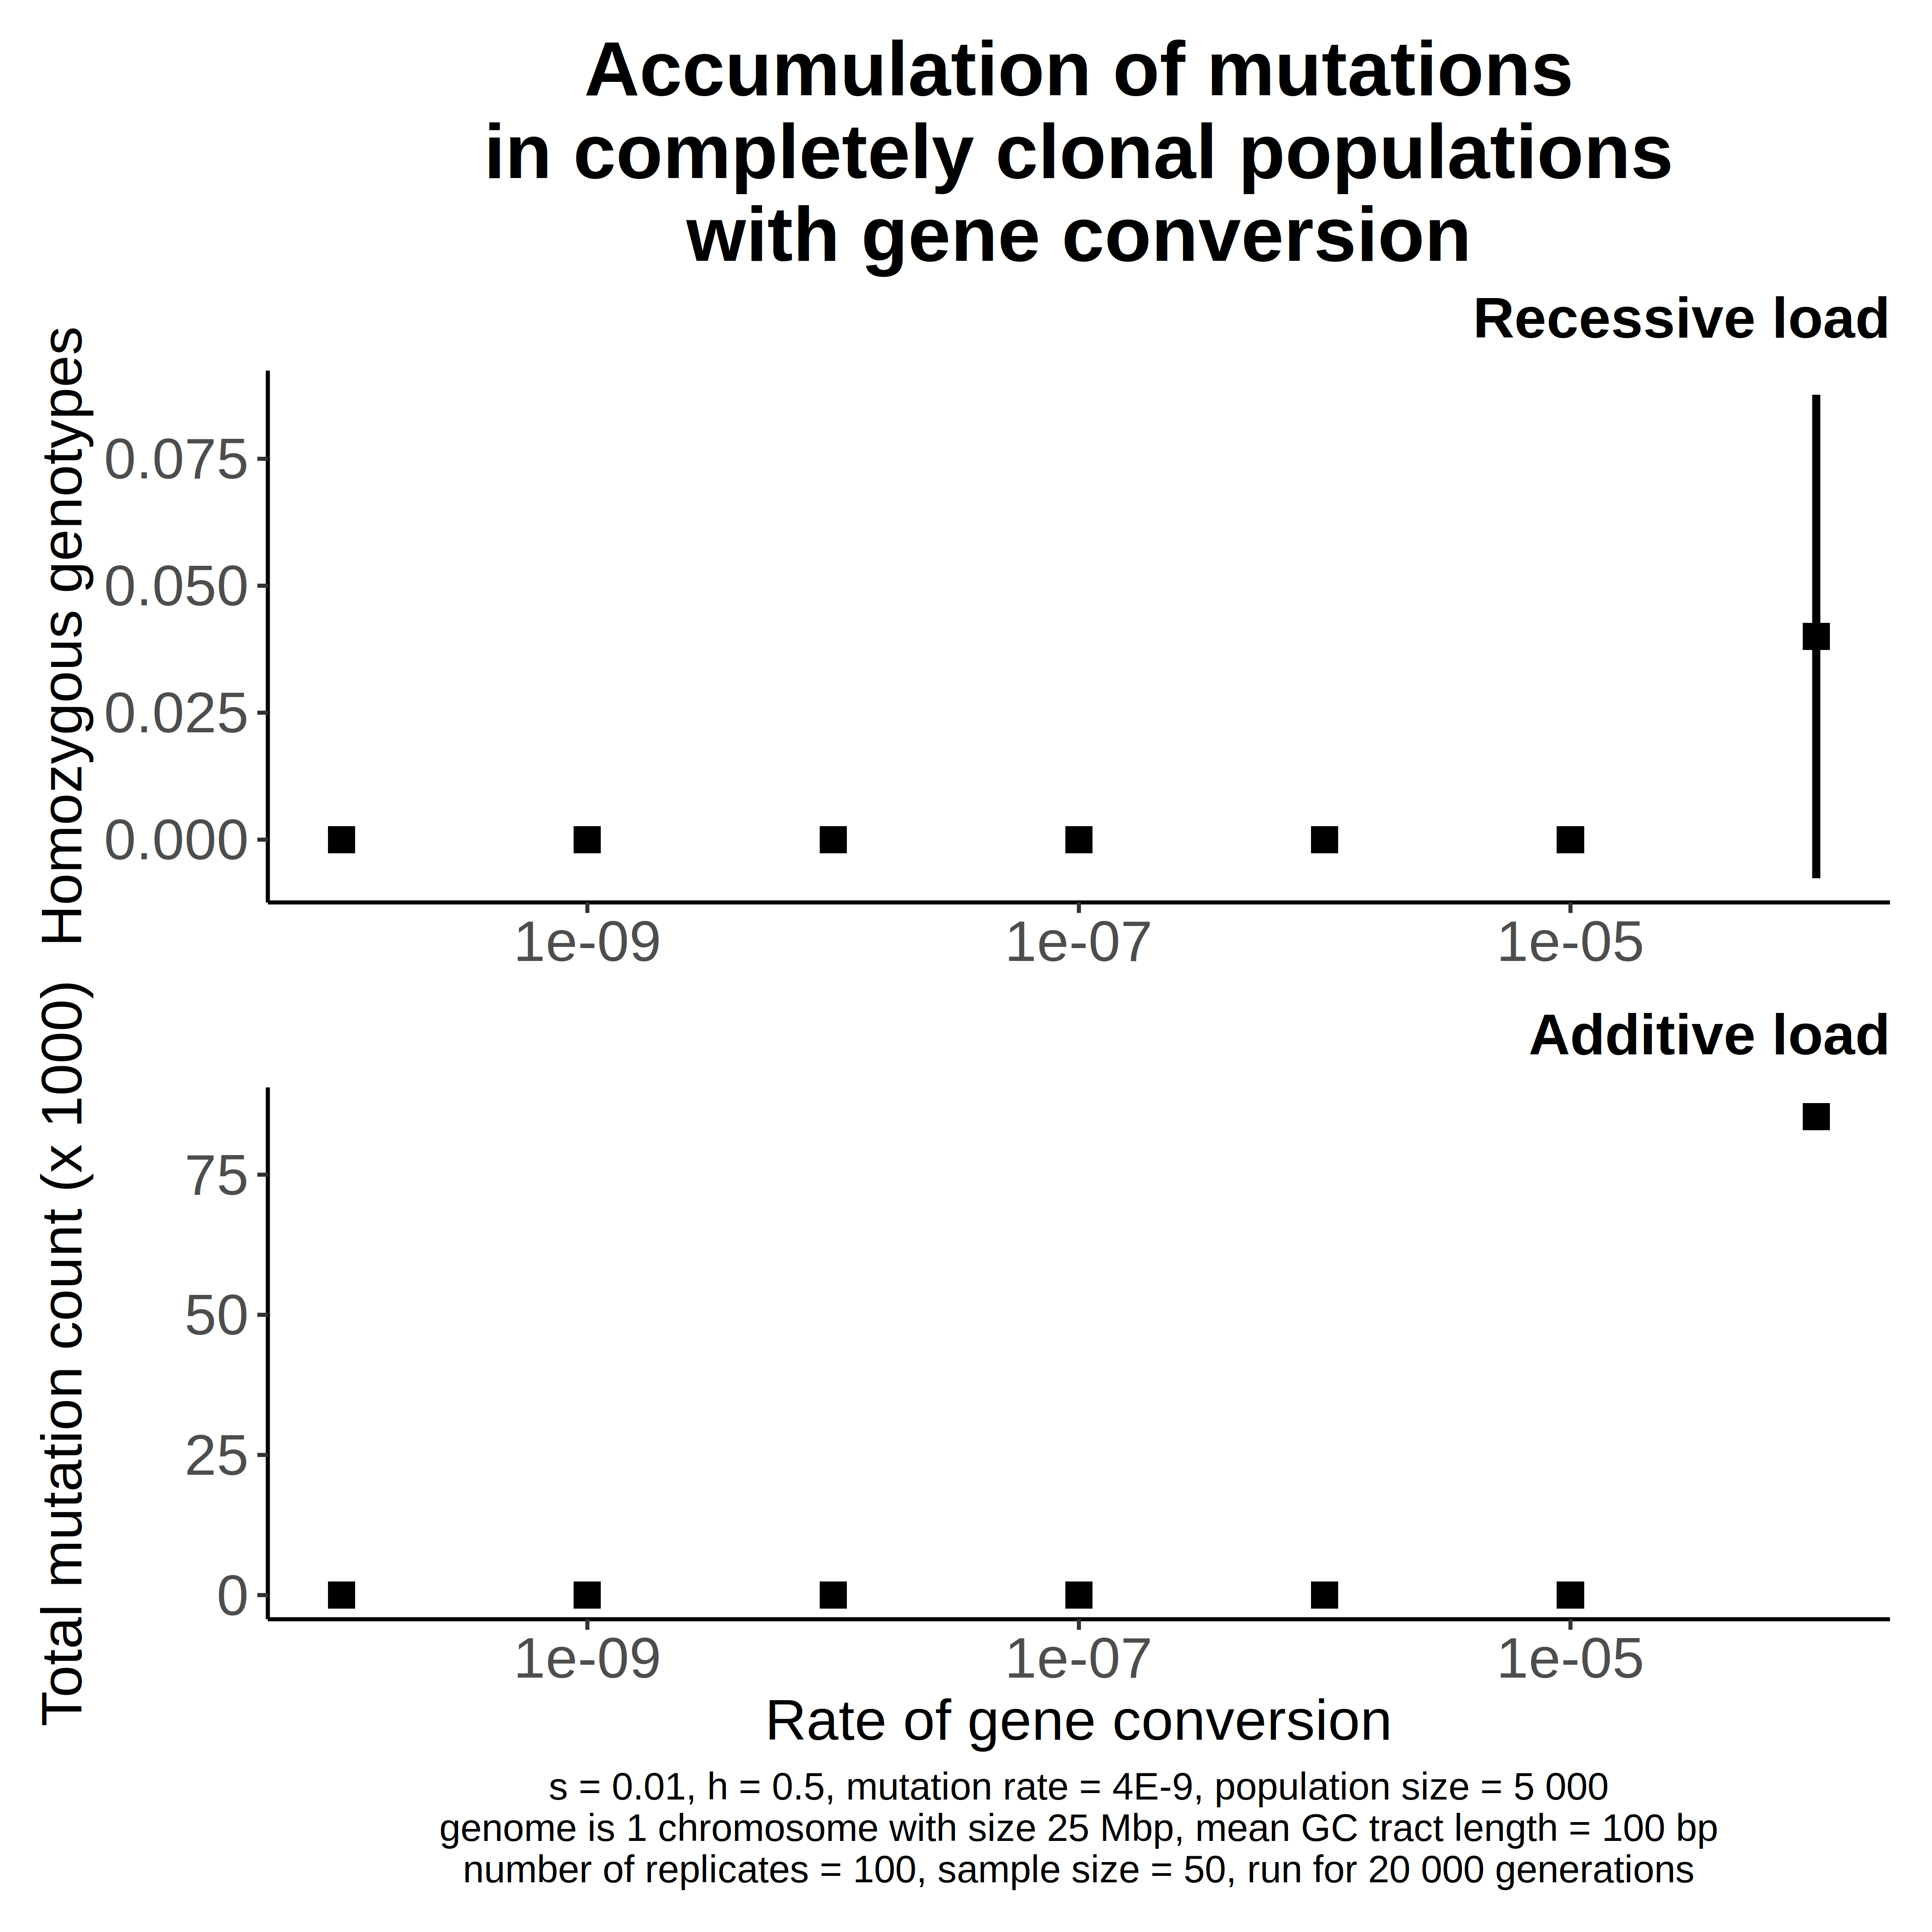 Accumulation of mutations
in completely clonal populations
with gene conversion
Recessive load
Homozygous genotypes
0.075
0.050
0.025
0.000
1e-09 1e-07 1e-05
Additive load
Total mutation count (x 1000)
75
50
25
0
1e-09 1e-07 1e-05
Rate of gene conversion
s = 0.01, h = 0.5, mutation rate = 4E-9, population size = 5 000
genome is 1 chromosome with size 25 Mbp, mean GC tract length = 100 bp
number of replicates = 100, sample size = 50, run for 20 000 generations